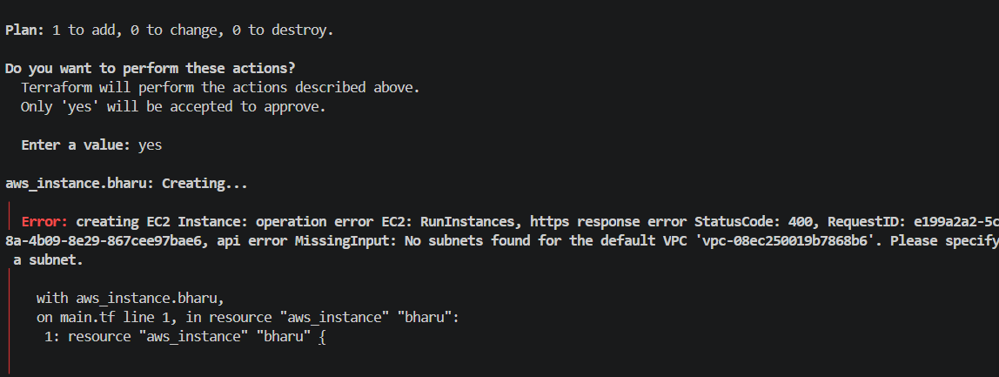 Plan: 1 to add, 0 to change, 0 to destroy.
Do you want to perform these actions?
Terraform will perform the actions described above.
Only 'yes' will be accepted to approve.
Enter a value: yes
aws_instance.bharu: Creating...
Error: creating EC2 Instance: operation error EC2: RunInstances, https response error StatusCode: 400, RequestID: e199a2a2-5c
8a-4b09-8e29-867cee97bae6, api error MissingInput: No subnets found for the default VPC 'vpc-08ec250019b7868b6'. Please specify
a subnet.
with aws_instance.bharu,
on main.tf line 1, in resource "aws_instance" "bharu":
1: resource "aws_instance" "bharu" {